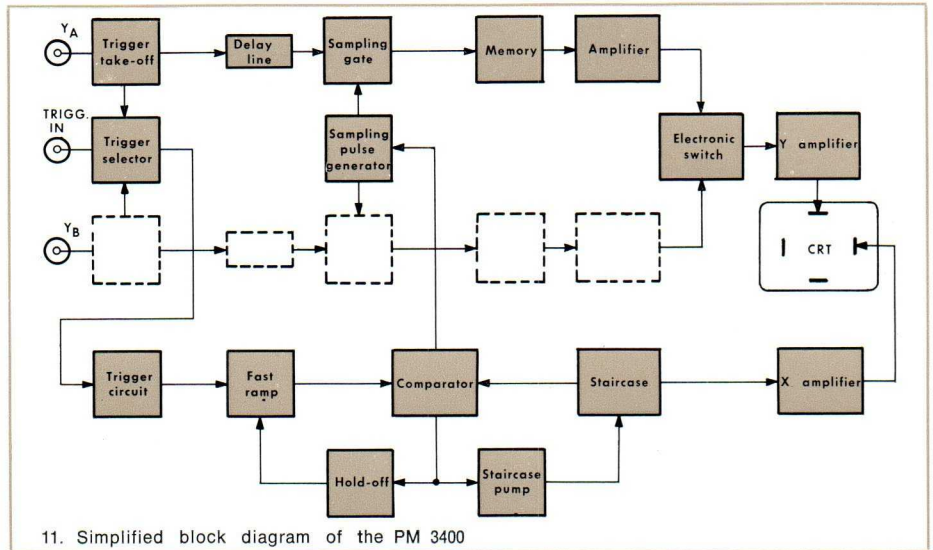 YA
Trigger
take-off
Delay
line
Sampling
gate
Memory
Amplifier
TRIGG.
IN
Trigger
selector
Sampling
pulse
generator
Electronic
switch
Y amplifier
YB
CRT
Trigger
circuit
Fast
ramp
Comparator
Staircase
X amplifier
Hold-off
Staircase
pump
11. Simplified block diagram of the PM 3400